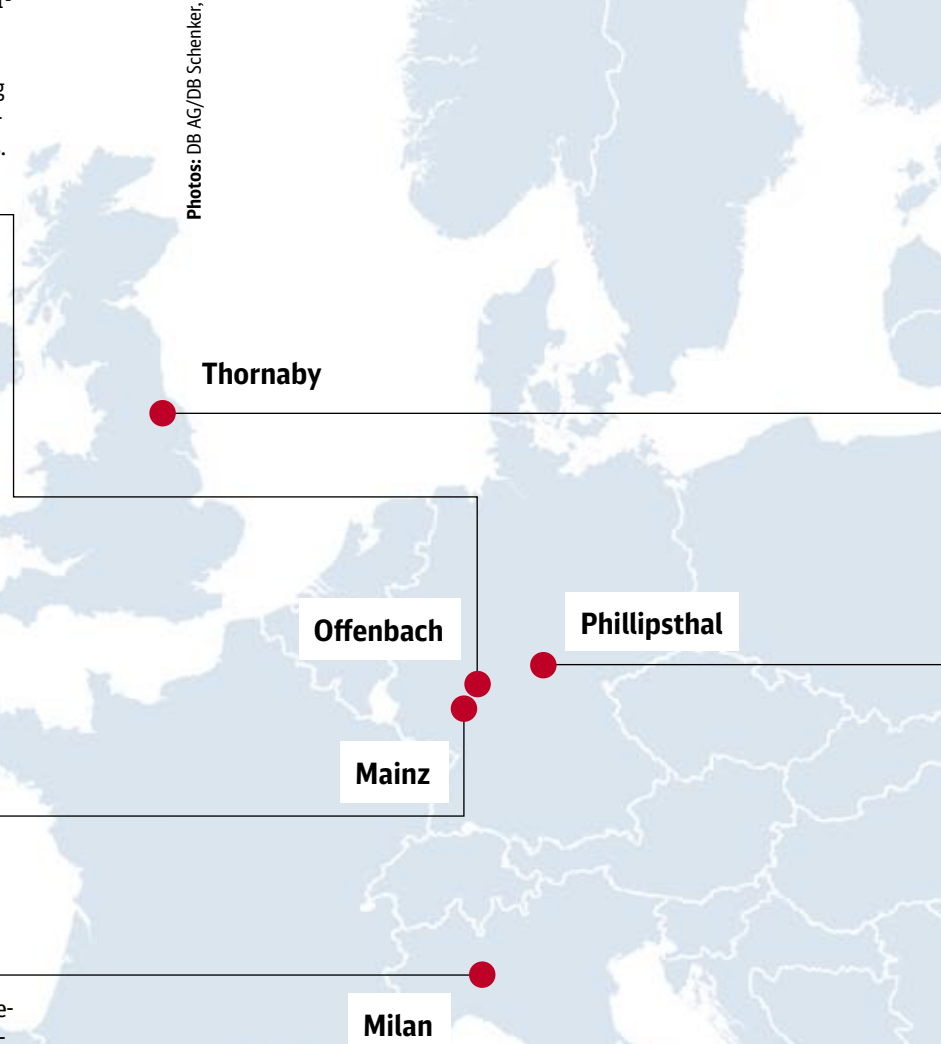 Photos: DB AG/DB Schenker,
Thornaby
Offenbach
Phillipsthal
Mainz
Milan
e-